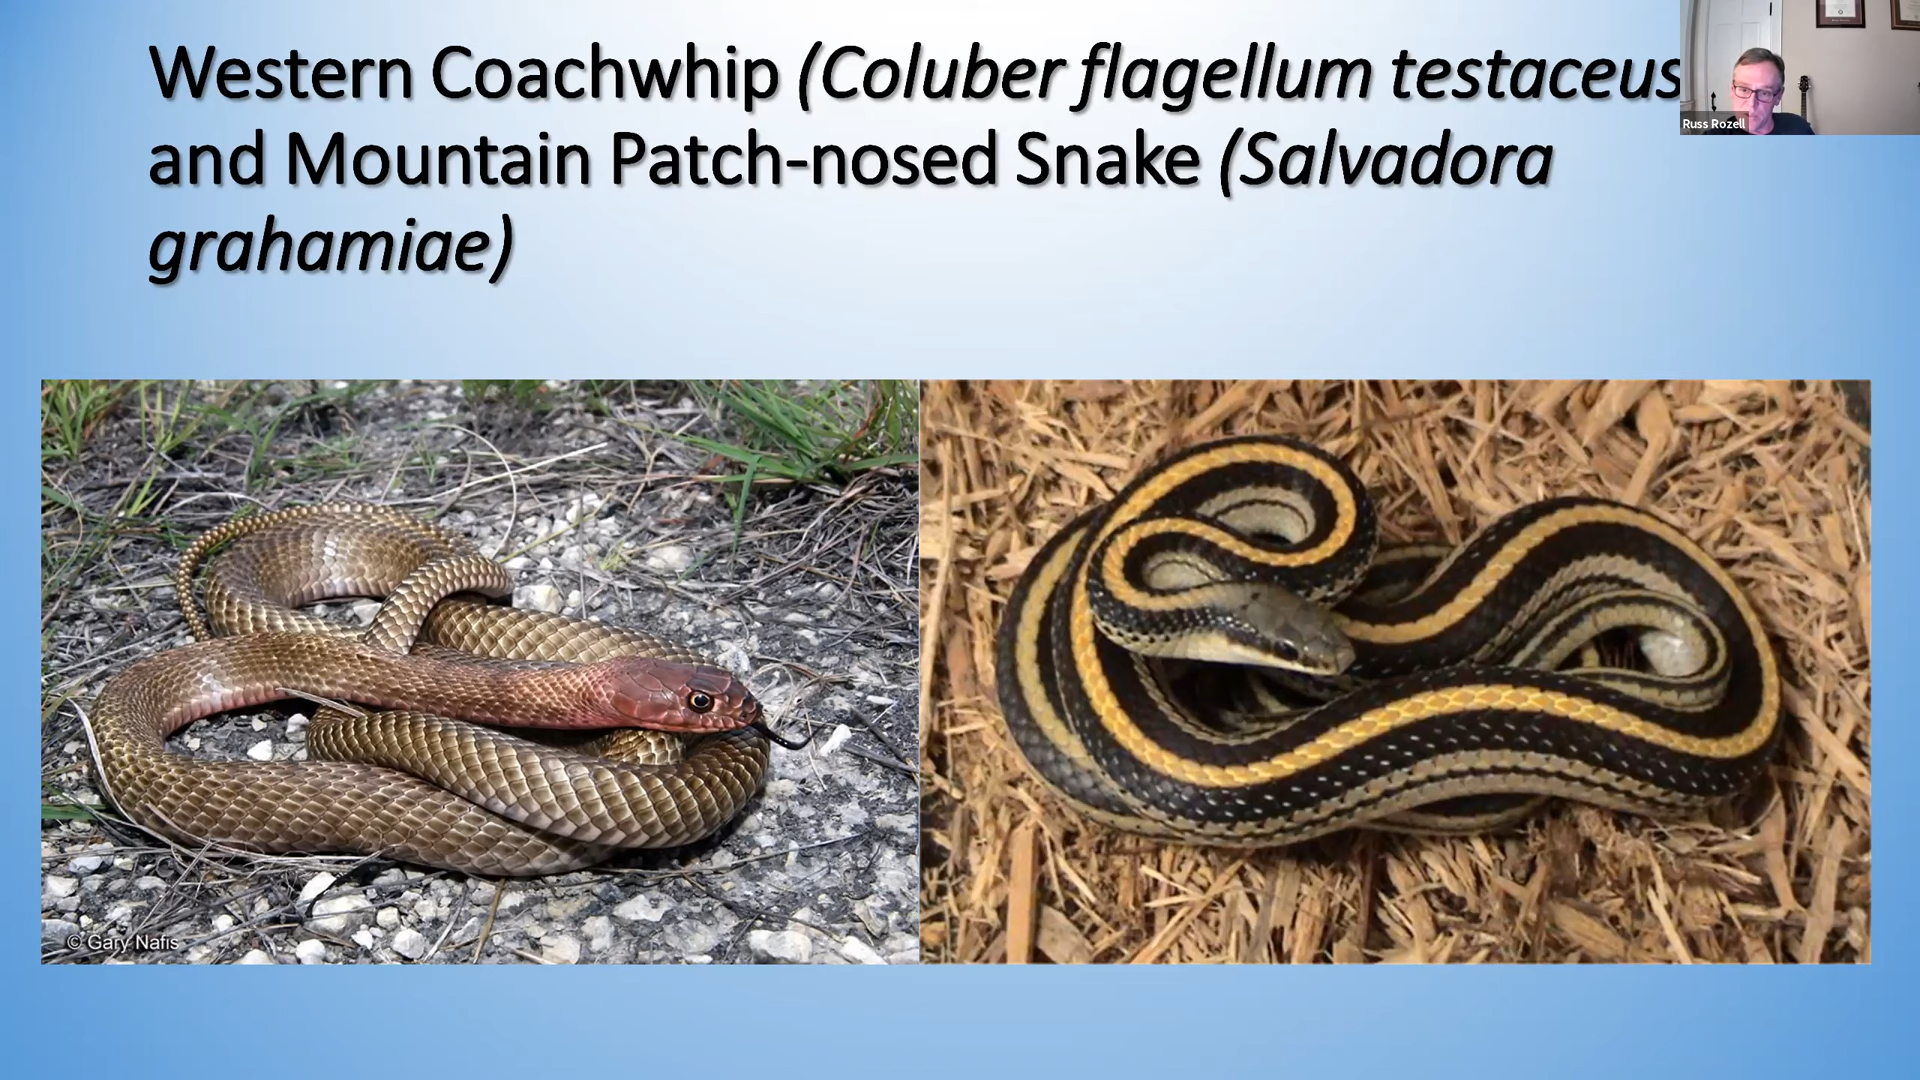 Western Coachwhip (Coluber flagellum testaceus
and Mountain Patch-nosed Snake (Salvadora
grahamiae)
Russ Rozell
© Gary Nafis